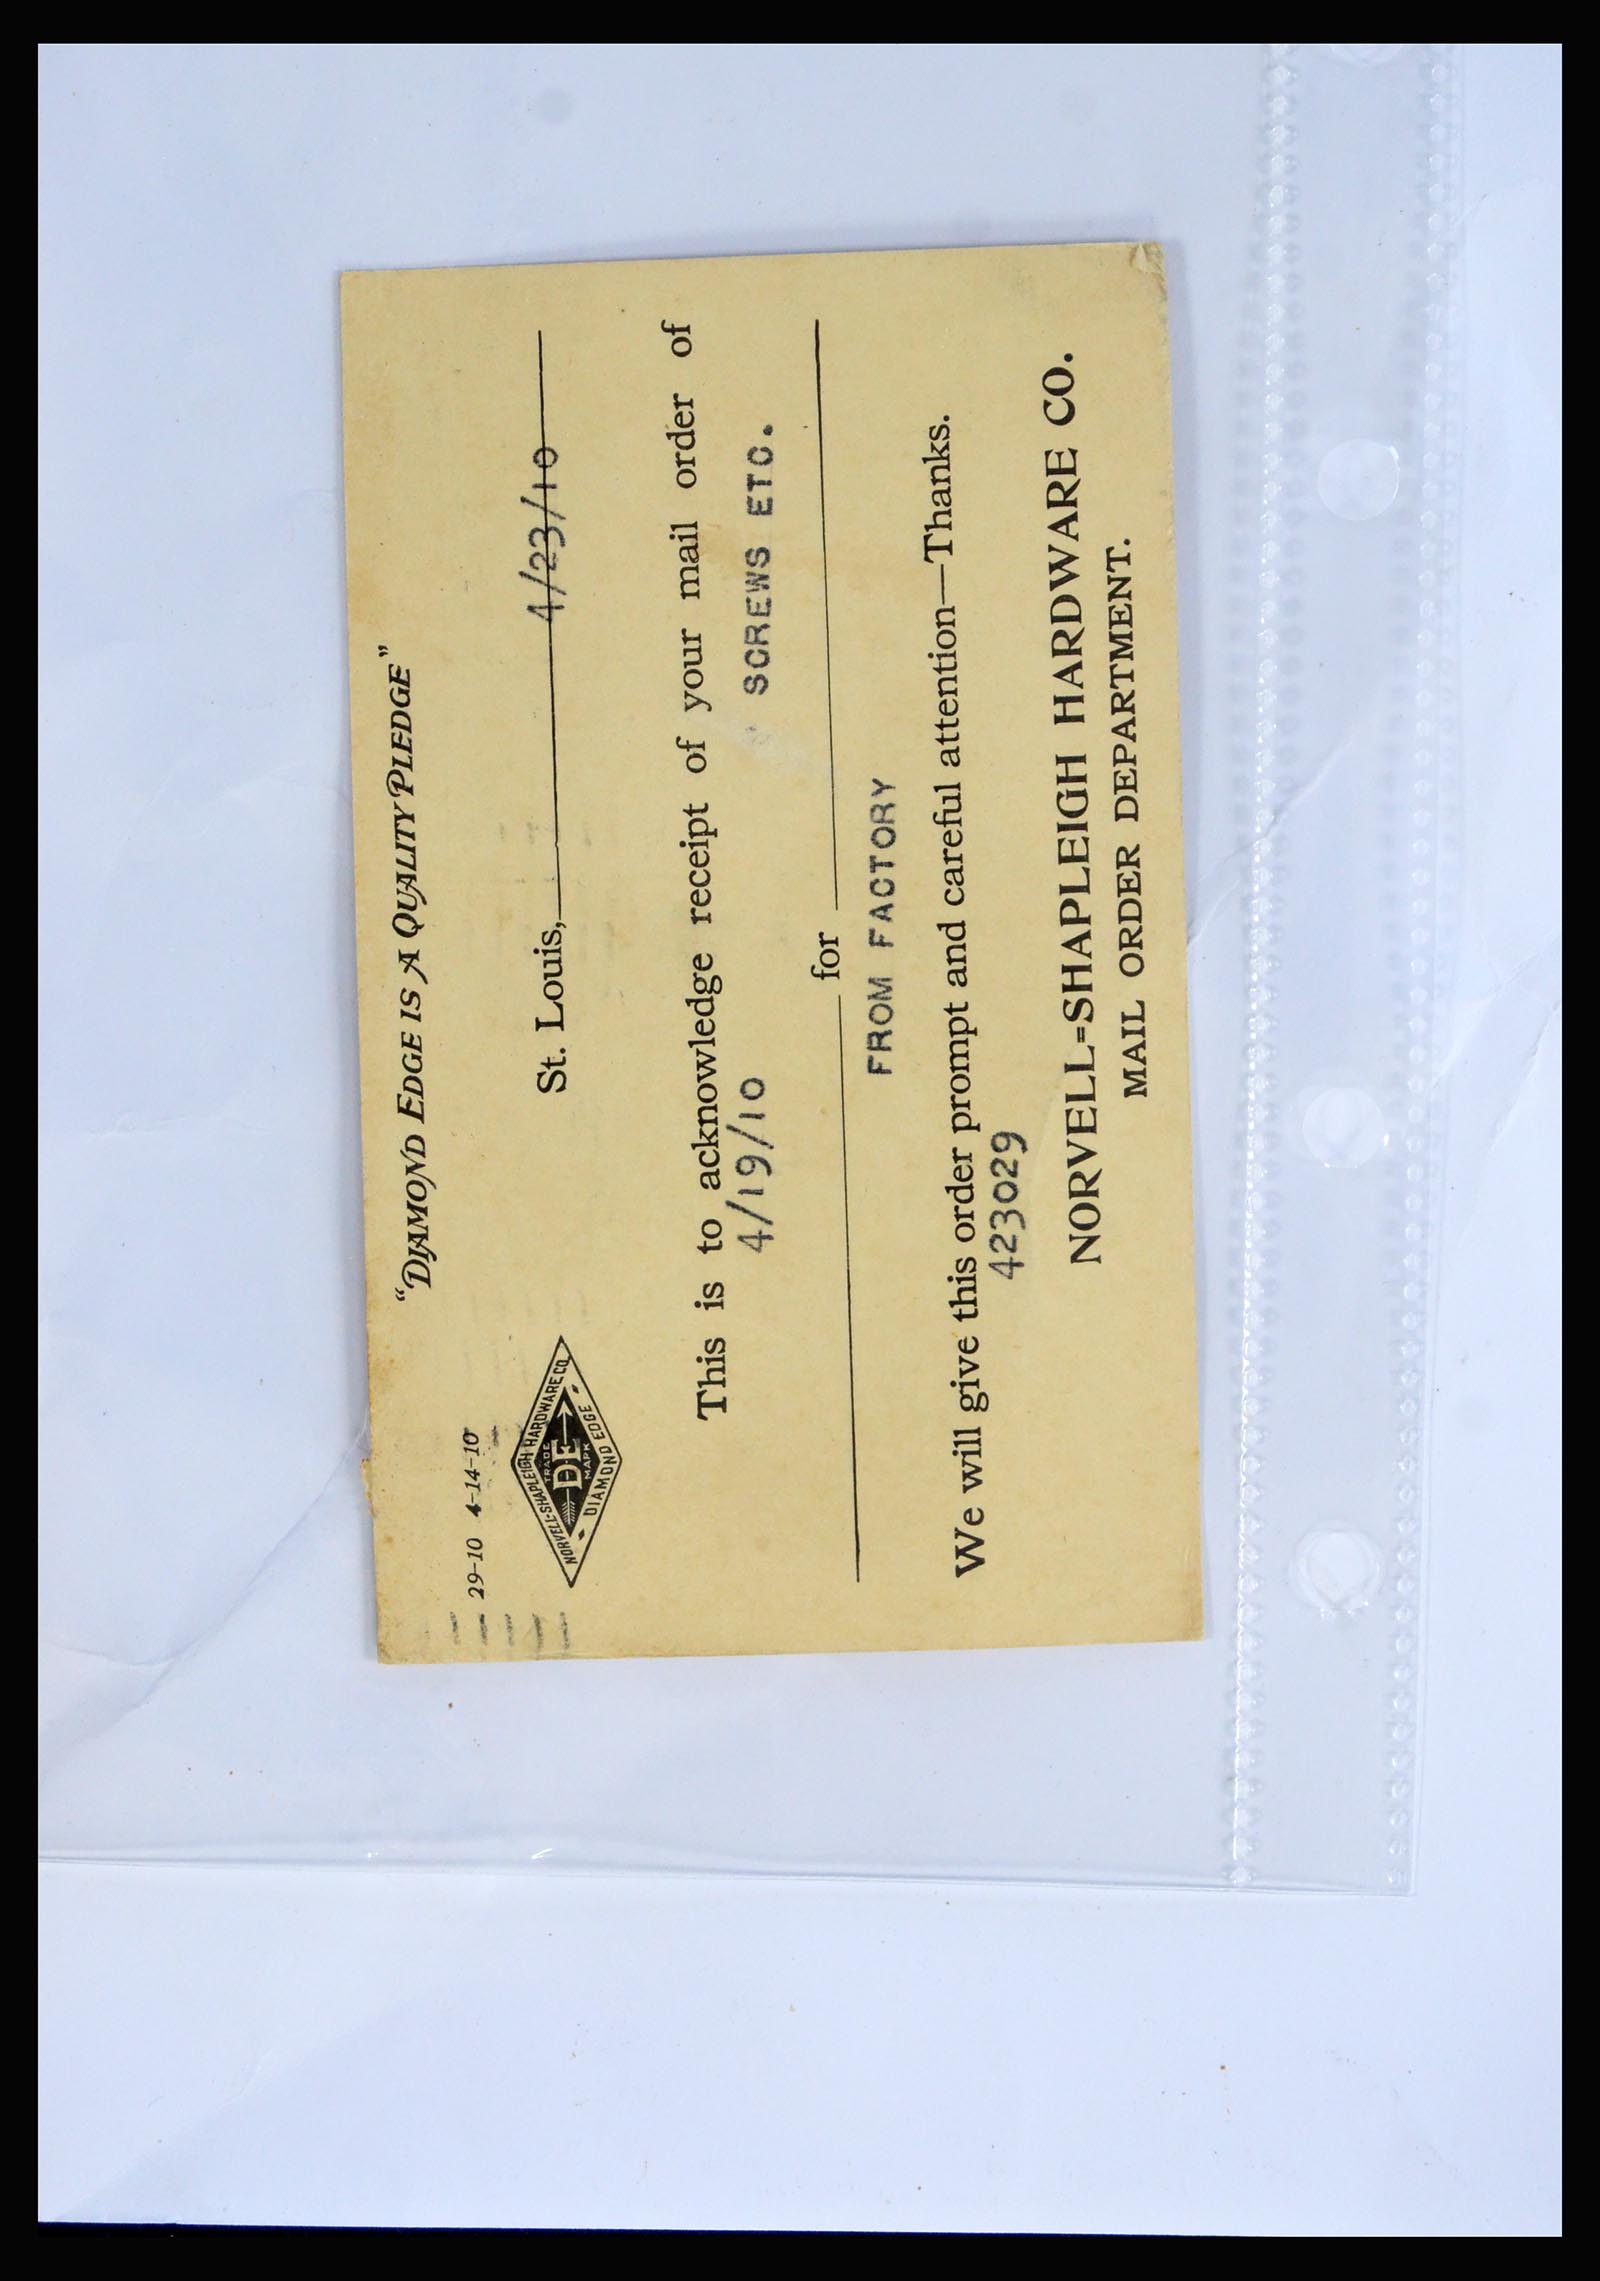 "DIAMOND EDGE IS A QUALITY PLEDGE"
29-10 4-14-10
NORVELL-SHAPLEIGH HARDWARE CO.
TRADE
DE
MARK
DIAMOND EDGE
St. Louis, 4/23/10
This is to acknowledge receipt of your mail order of
4/19/10 SCREWS ETC.
for
FROM FACTORY
We will give this order prompt and careful attention—Thanks.
423029
NORVELL=SHAPLEIGH HARDWARE CO.
MAIL ORDER DEPARTMENT.